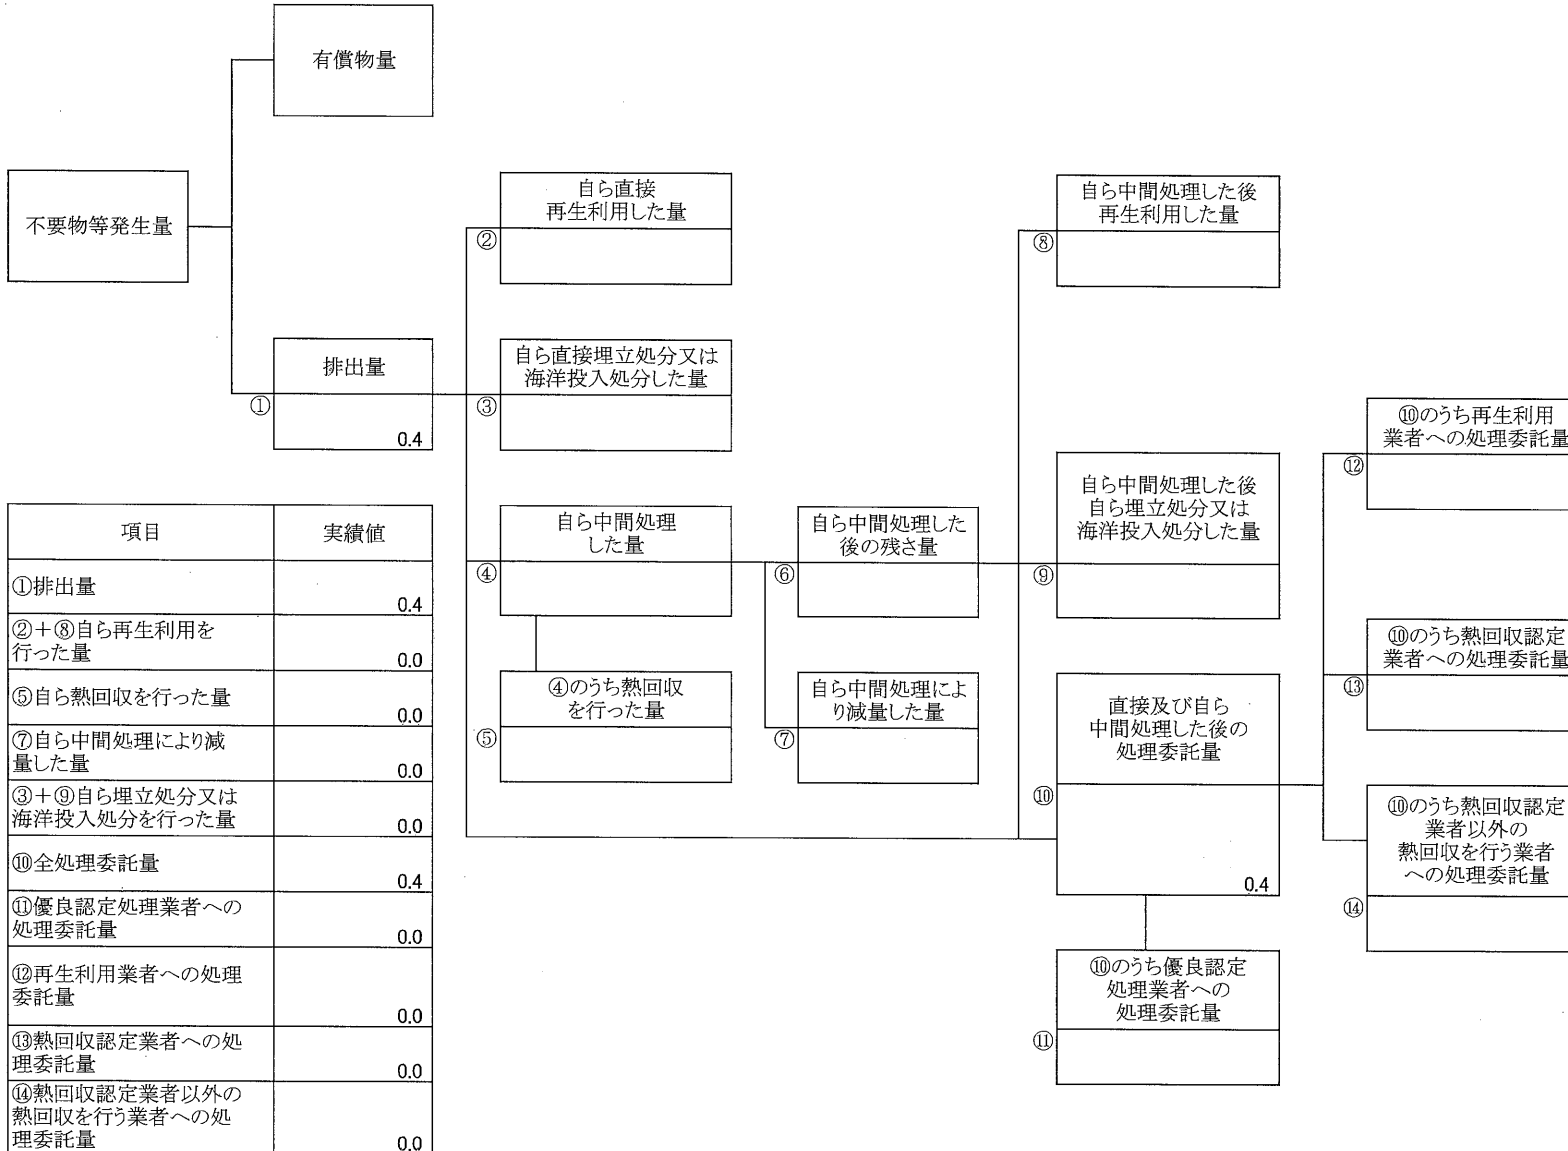 有償物量
不要物等発生量
排出量
①
0.4
自ら直接
再生利用した量
②
自ら直接埋立処分又は
海洋投入処分した量
③
自ら中間処理
した量
④
④のうち熱回収
を行った量
⑤
自ら中間処理した
後の残さ量
⑥
自ら中間処理によ
り減量した量
⑦
自ら中間処理した後
再生利用した量
⑧
自ら中間処理した後
自ら埋立処分又は
海洋投入処分した量
⑨
直接及び自ら
中間処理した後の
処理委託量
⑩
0.4
⑩のうち優良認定
処理業者への
処理委託量
⑪
⑩のうち再生利用
業者への処理委託量
⑫
⑩のうち熱回収認定
業者への処理委託量
⑬
⑩のうち熱回収認定
業者以外の
熱回収を行う業者
への処理委託量
⑭
項目 実績値
①排出量
0.4
②+⑧自ら再生利用を
行った量
0.0
⑤自ら熱回収を行った量
0.0
⑦自ら中間処理により減
量した量
0.0
③+⑨自ら埋立処分又は
海洋投入処分を行った量
0.0
⑩全処理委託量
0.4
⑪優良認定処理業者への
処理委託量
0.0
⑫再生利用業者への処理
委託量
0.0
⑬熱回収認定業者への処
理委託量
0.0
⑭熱回収認定業者以外の
熱回収を行う業者への処
理委託量
0.0